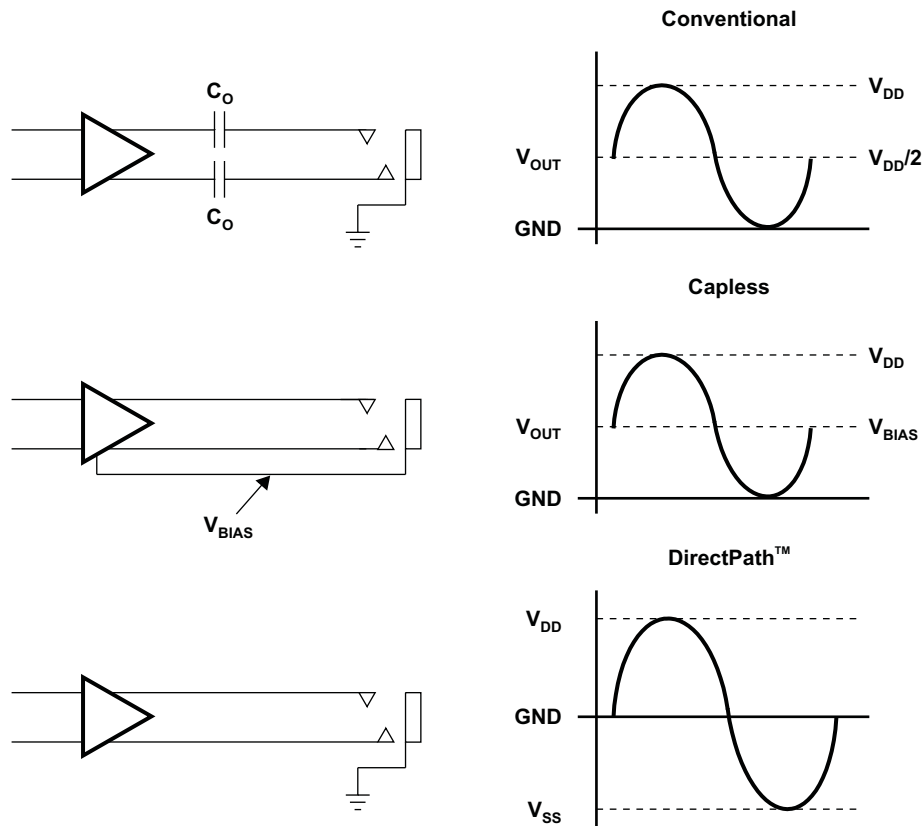 Conventional
C_O
C_O
V_DD
V_OUT
V_DD/2
GND
Capless
V_DD
V_OUT
V_BIAS
GND
V_BIAS
DirectPath™
V_DD
GND
V_SS